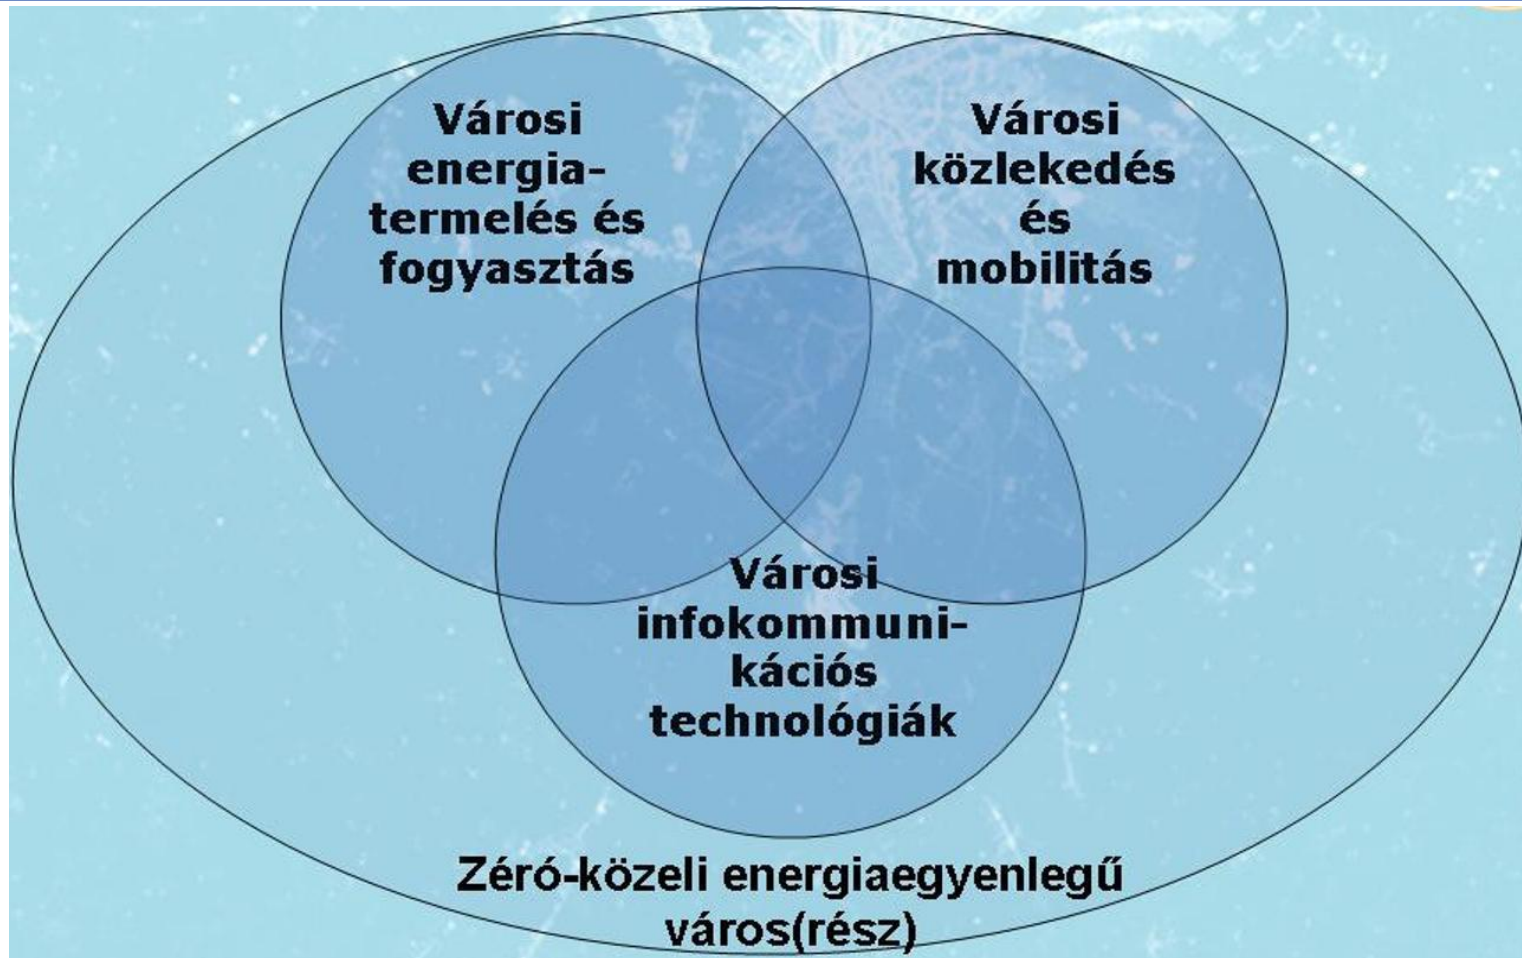 Városi
energia-
termelés és
fogyasztás
Városi
közlekedés
és
mobilitás
Városi
infokommuni-
kációs
technológiák
Zéró-közeli energiaegyenlegű
város(rész)